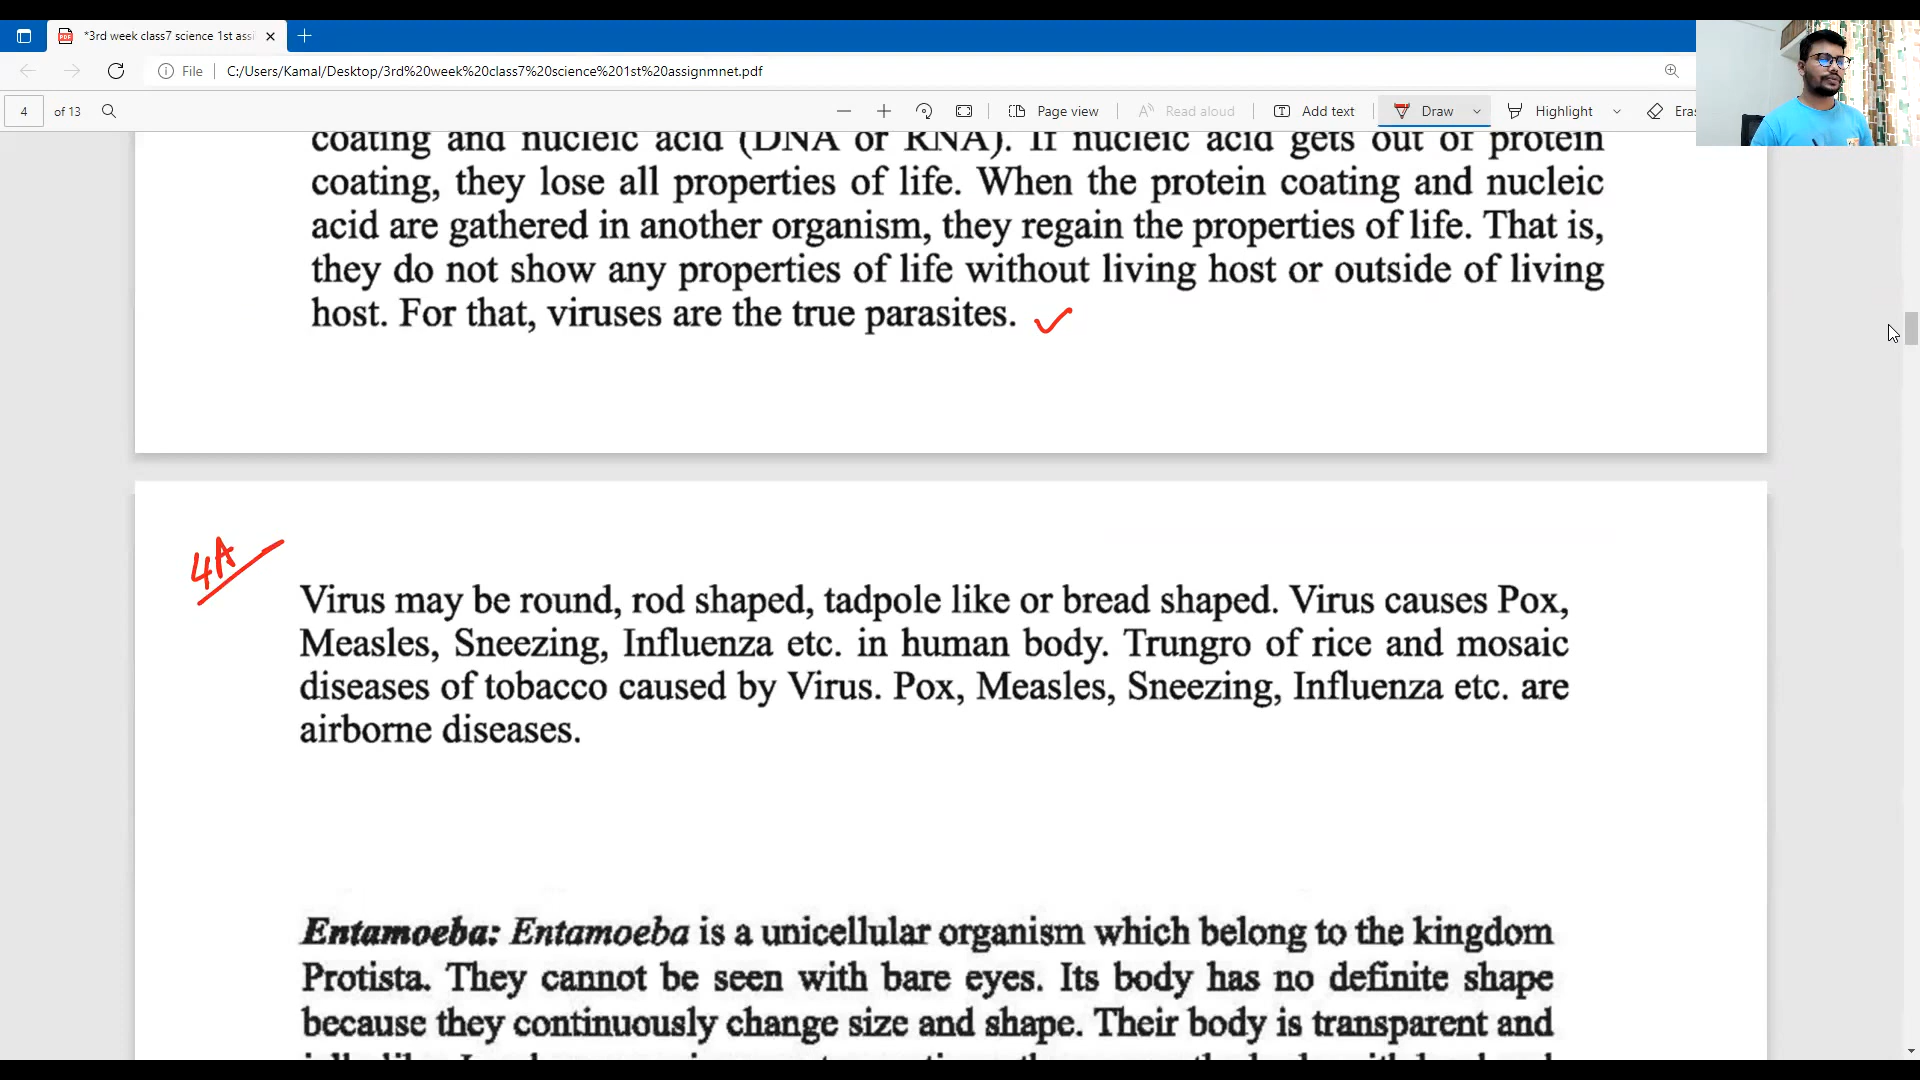 *3rd week class7 science 1st assi
File
C:/Users/Kamal/Desktop/3rd%20week%20class7%20science%201st%20assignmnet.pdf
4 of 13
Page view
Read aloud
Add text
Draw
Highlight
Eras
coating and nucleic acid (DNA or RNA). If nucleic acid gets out of protein
coating, they lose all properties of life. When the protein coating and nucleic
acid are gathered in another organism, they regain the properties of life. That is,
they do not show any properties of life without living host or outside of living
host. For that, viruses are the true parasites.
4A
Virus may be round, rod shaped, tadpole like or bread shaped. Virus causes Pox,
Measles, Sneezing, Influenza etc. in human body. Trungro of rice and mosaic
diseases of tobacco caused by Virus. Pox, Measles, Sneezing, Influenza etc. are
airborne diseases.
Entamoeba: Entamoeba is a unicellular organism which belong to the kingdom
Protista. They cannot be seen with bare eyes. Its body has no definite shape
because they continuously change size and shape. Their body is transparent and